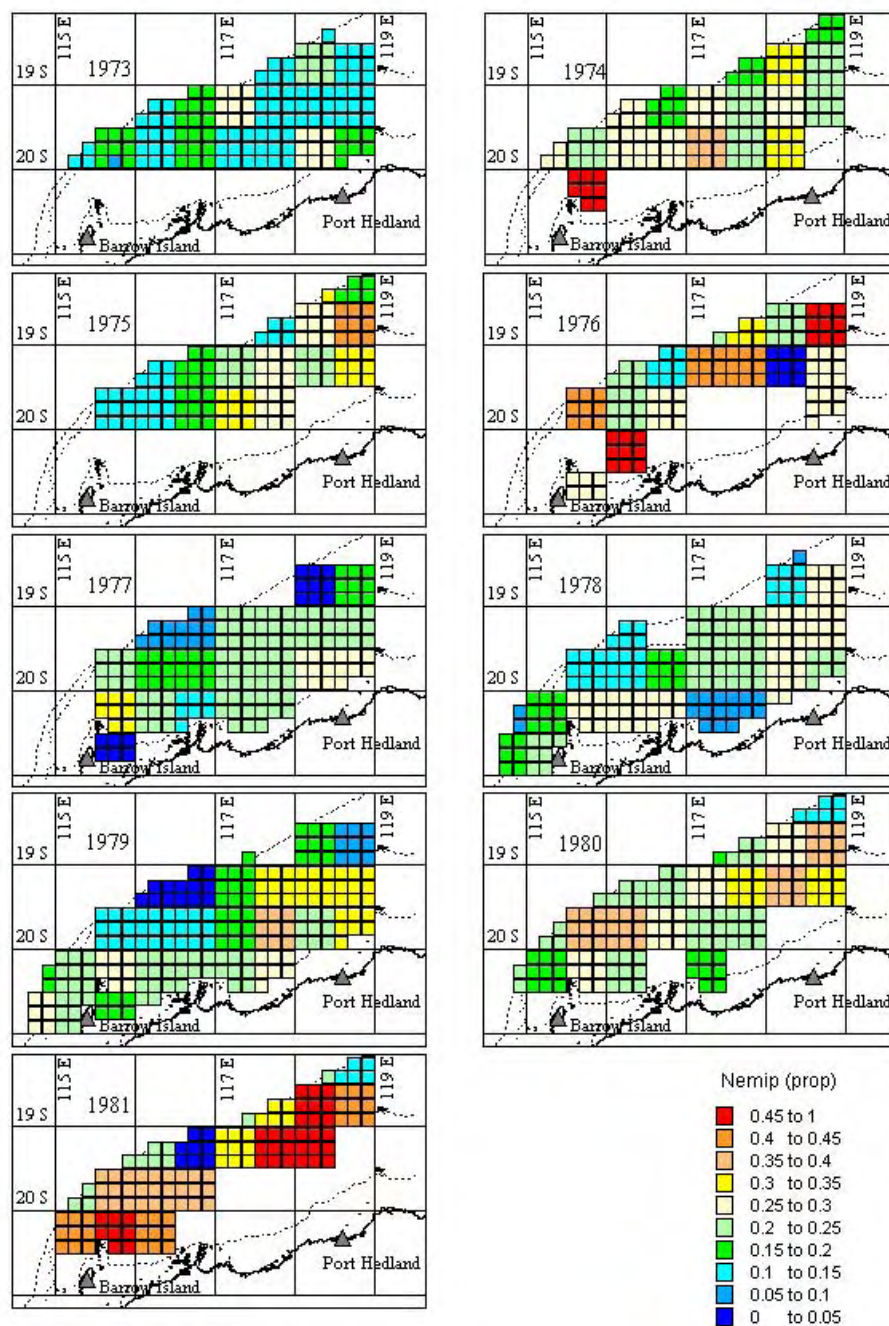 115 E
117 E
119 E
19 S
1973
20 S
Port Hedland
Barrow Island
115 E
117 E
119 E
19 S
1974
20 S
Port Hedland
Barrow Island
115 E
117 E
119 E
19 S
1975
20 S
Port Hedland
Barrow Island
115 E
117 E
119 E
19 S
1976
20 S
Port Hedland
Barrow Island
115 E
117 E
119 E
19 S
1977
20 S
Port Hedland
Barrow Island
115 E
117 E
119 E
19 S
1978
20 S
Port Hedland
Barrow Island
115 E
117 E
119 E
19 S
1979
20 S
Port Hedland
Barrow Island
115 E
117 E
119 E
19 S
1980
20 S
Port Hedland
Barrow Island
115 E
117 E
119 E
19 S
1981
20 S
Port Hedland
Barrow Island
Nemip (prop)
0.45 to 1
0.4 to 0.45
0.35 to 0.4
0.3 to 0.35
0.25 to 0.3
0.2 to 0.25
0.15 to 0.2
0.1 to 0.15
0.05 to 0.1
0 to 0.05